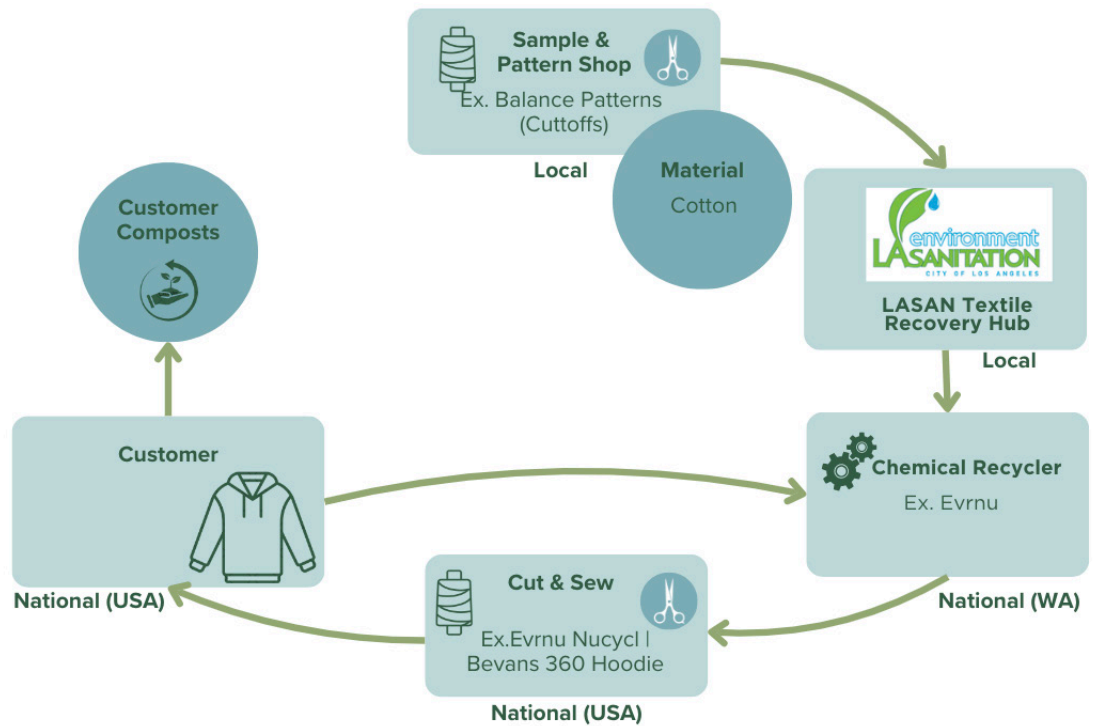 Sample &
Pattern Shop
Ex. Balance Patterns
(Cuttoffs)
Local
Material
Cotton
Customer
Composts
environment
LASANITATION
CITY OF LOS ANGELES
LASAN Textile
Recovery Hub
Local
Customer
National (USA)
Chemical Recycler
Ex. Evrnu
National (WA)
Cut & Sew
Ex.Evrnu Nucycl |
Bevans 360 Hoodie
National (USA)